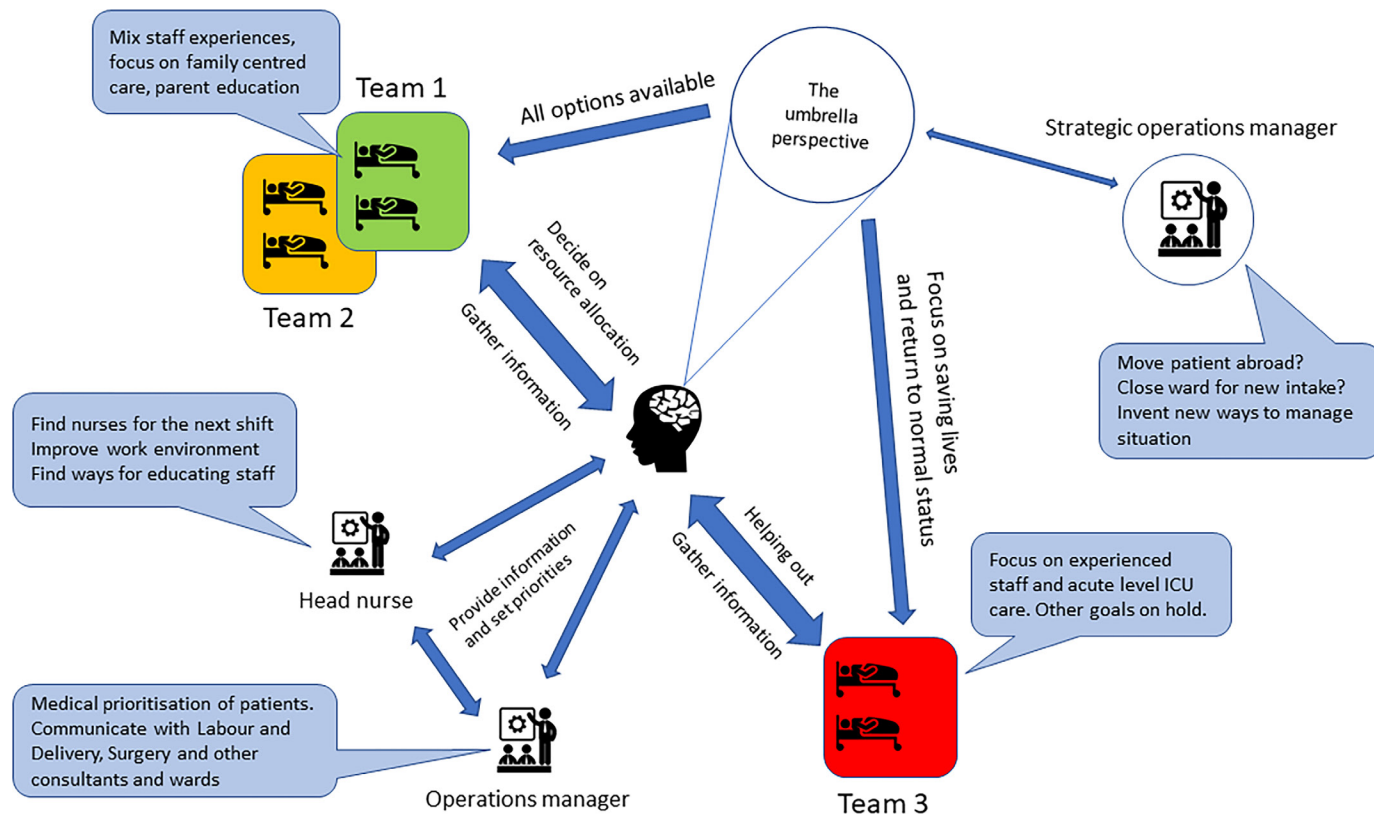 Mix staff experiences,
focus on family centred
care, parent education
Team 1
Team 2
All options available
The
umbrella
perspective
Strategic operations manager
Move patient abroad?
Close ward for new intake?
Invent new ways to manage
situation
Decide on
resource allocation
Gather information
Focus on saving lives
and return to normal status
Find nurses for the next shift
Improve work environment
Find ways for educating staff
Head nurse
Provide information
and set priorities
Helping out
Gather information
Focus on experienced
staff and acute level ICU
care. Other goals on hold.
Medical prioritisation of patients.
Communicate with Labour and
Delivery, Surgery and other
consultants and wards
Operations manager
Team 3